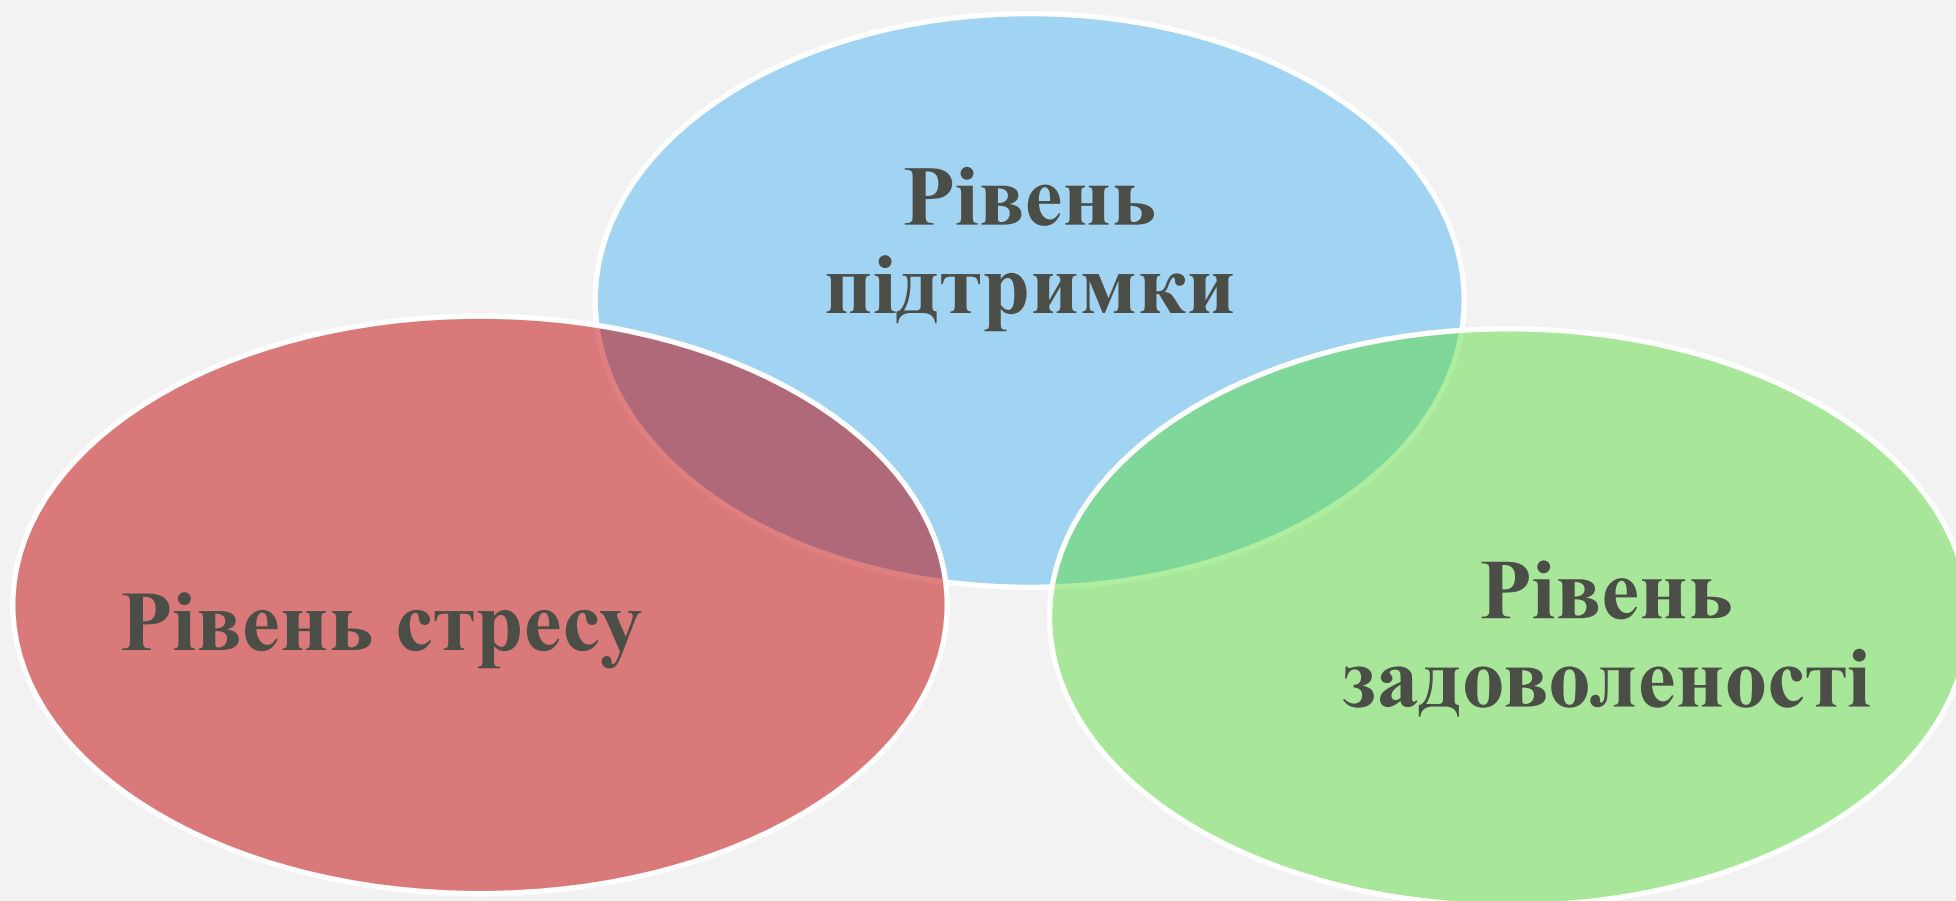 Рівень
підтримки
Рівень стресу
Рівень
задоволеності